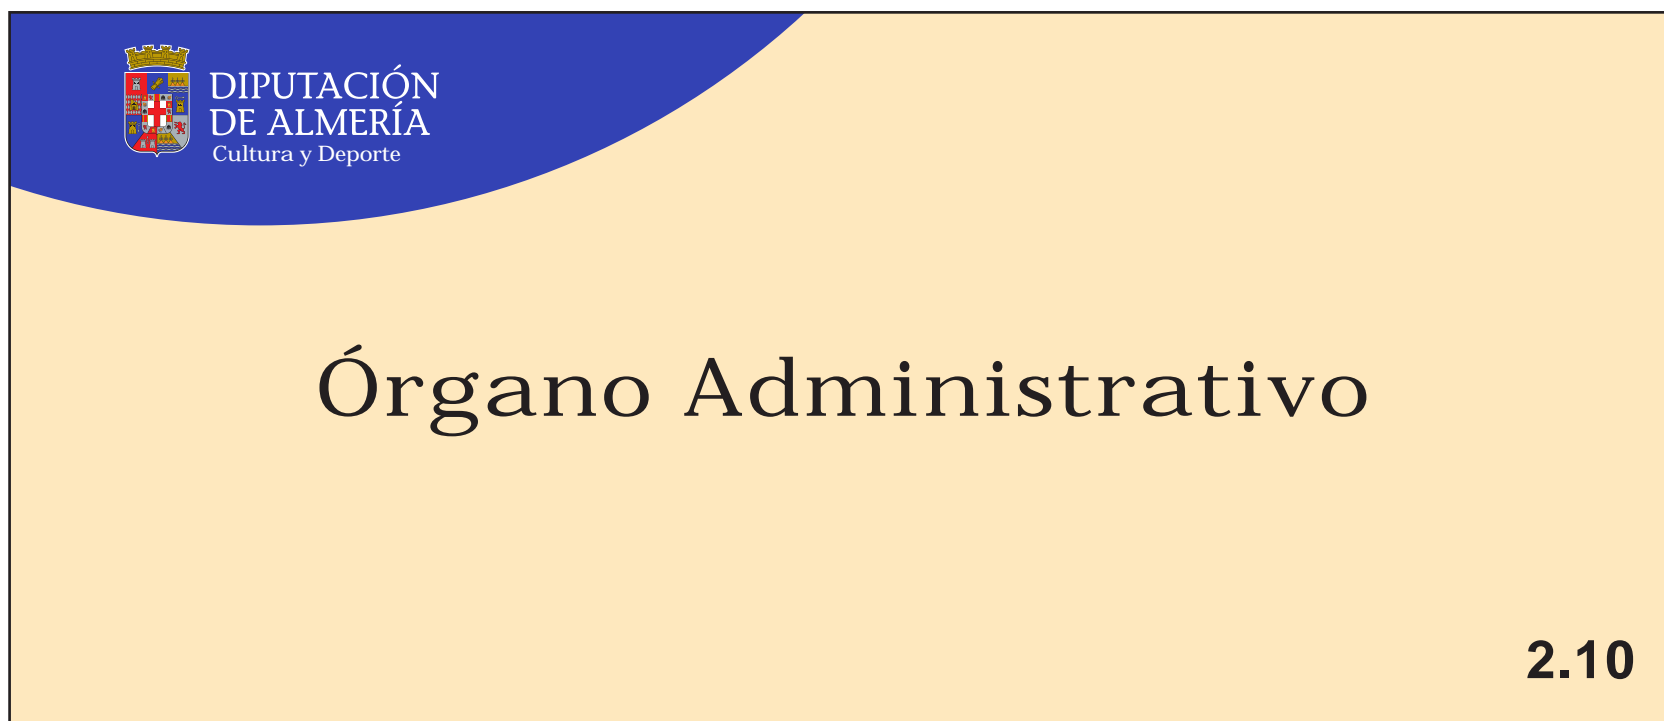 DIPUTACIÓN
DE ALMERÍA
Cultura y Deporte
Órgano Administrativo
2.10